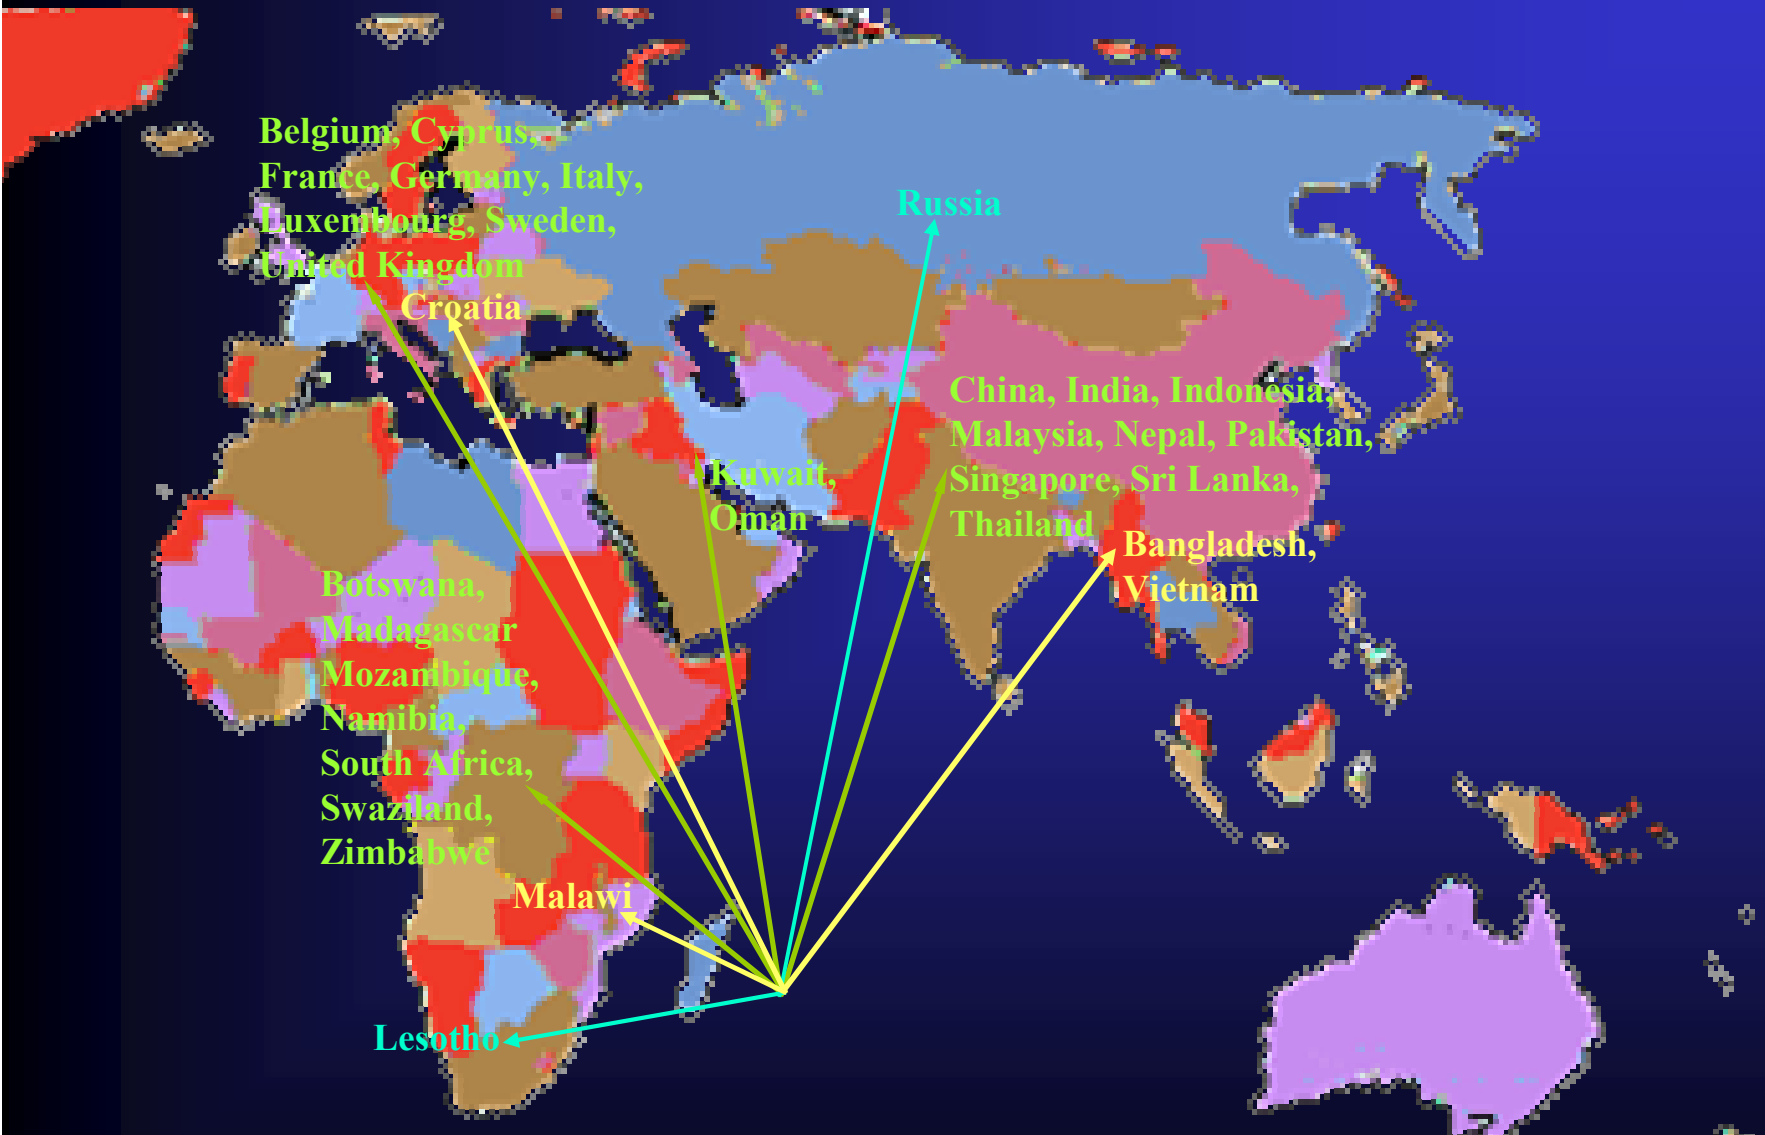 Belgium, Cyprus,
France, Germany, Italy,
Luxembourg, Sweden,
United Kingdom
Croatia
Russia
China, India, Indonesia,
Malaysia, Nepal, Pakistan,
Singapore, Sri Lanka,
Thailand
Kuwait,
Oman
Bangladesh,
Vietnam
Botswana,
Madagascar
Mozambique,
Namibia,
South Africa,
Swaziland,
Zimbabwe
Malawi
Lesotho